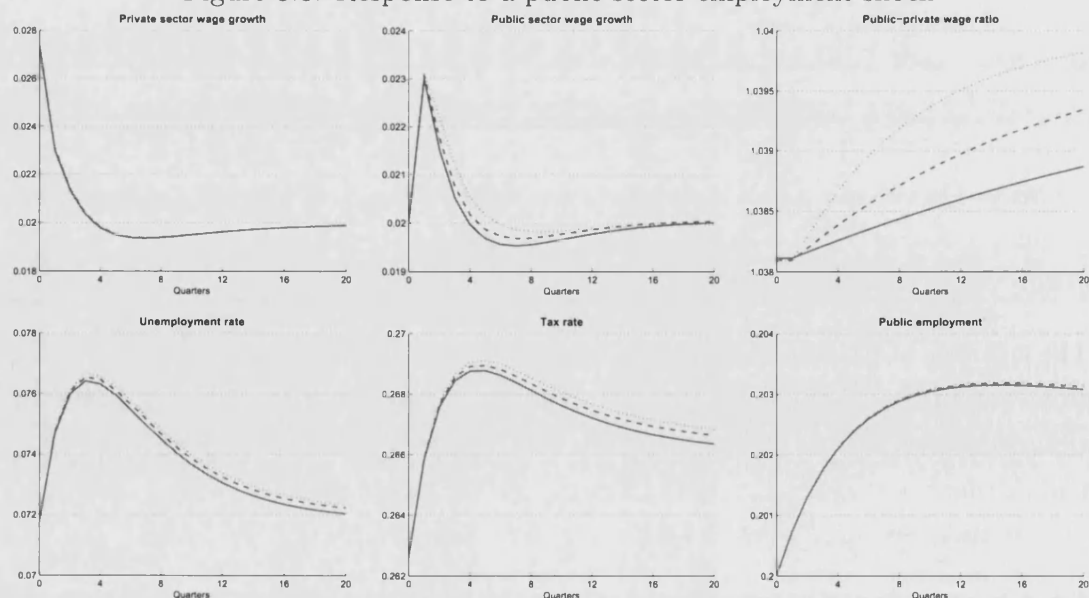 Figure Response to a public sector employment shock
Private sector wage growth
0.028
0.026
0.024
0.022
0.02
0.018
0 4 8 12 16 20
Quarters
Public sector wage growth
0.024
0.023
0.022
0.021
0.02
0.019
0 4 8 12 16 20
Quarters
Public-private wage ratio
1.04
1.0395
1.039
1.0385
1.038
0 4 8 12 16 20
Quarters
Unemployment rate
0.078
0.076
0.074
0.072
0.07
0 4 8 12 16 20
Quarters
Tax rate
0.27
0.268
0.266
0.264
0.262
0 4 8 12 16 20
Quarters
Public employment
0.204
0.203
0.202
0.201
0.2
0 4 8 12 16 20
Quarters